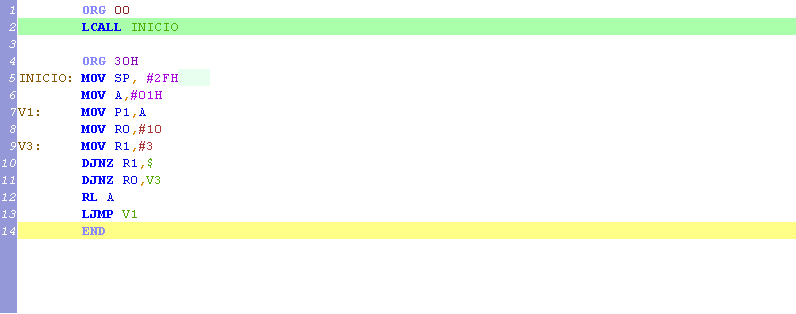 1 ORG 00
2 LCALL INICIO
3
4 ORG 30H
5 INICIO: MOV SP, #2FH
6 MOV A,#01H
7 V1: MOV P1,A
8 MOV R0,#10
9 V3: MOV R1,#3
10 DJNZ R1,$
11 DJNZ R0,V3
12 RL A
13 LJMP V1
14 END